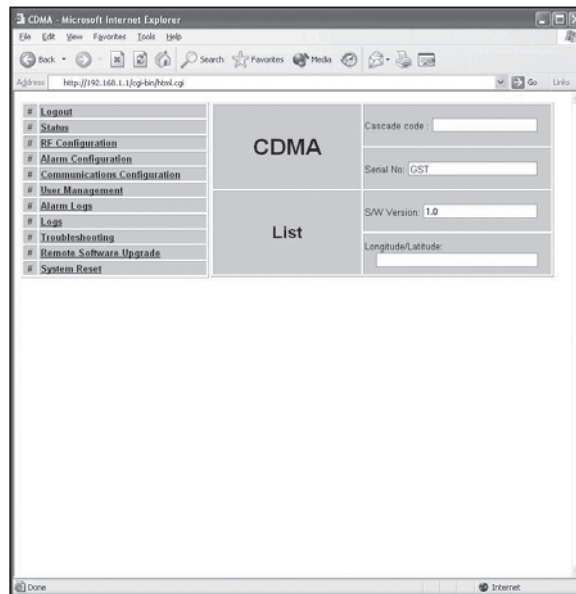 CDMA - Microsoft Internet Explorer
File Edit View Favorites Tools Help
Back Search Favorites Media
Address http://192.168.1.1/cgi-bin/html.cgi Go Links
# Logout
# Status
# RF Configuration
# Alarm Configuration
# Communications Configuration
# User Management
# Alarm Logs
# Logs
# Troubleshooting
# Remote Software Upgrade
# System Reset
CDMA
List
Cascade code :
Serial No: GST
S/W Version: 1.0
Longitude/Latitude:
Done Internet